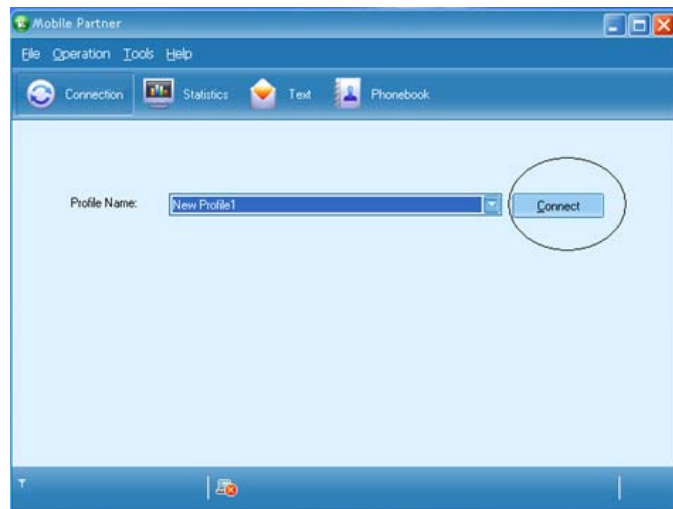 Mobile Partner
File Operation Tools Help
Connection Statistics Text Phonebook
Profile Name: New Profile1 Connect